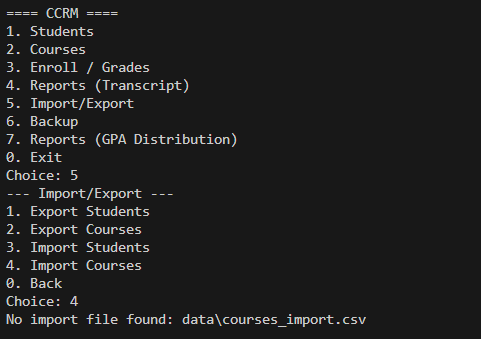 ==== CCRM ====
1. Students
2. Courses
3. Enroll / Grades
4. Reports (Transcript)
5. Import/Export
6. Backup
7. Reports (GPA Distribution)
0. Exit
Choice: 5
--- Import/Export ---
1. Export Students
2. Export Courses
3. Import Students
4. Import Courses
0. Back
Choice: 4
No import file found: data\courses_import.csv